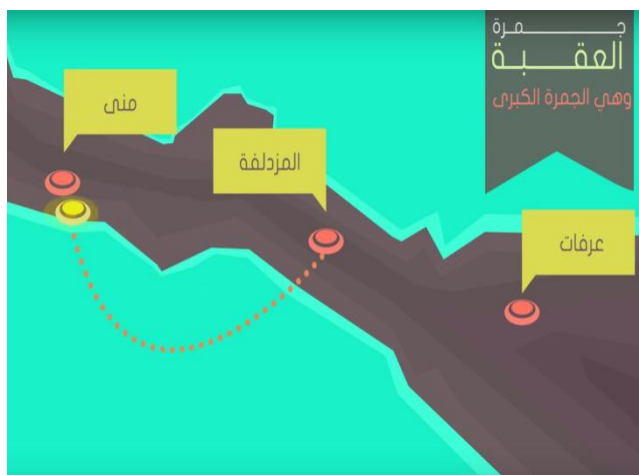 جمرة
العقبة
وهي الجمرة الكبرى
منى
المزدلفة
عرفات